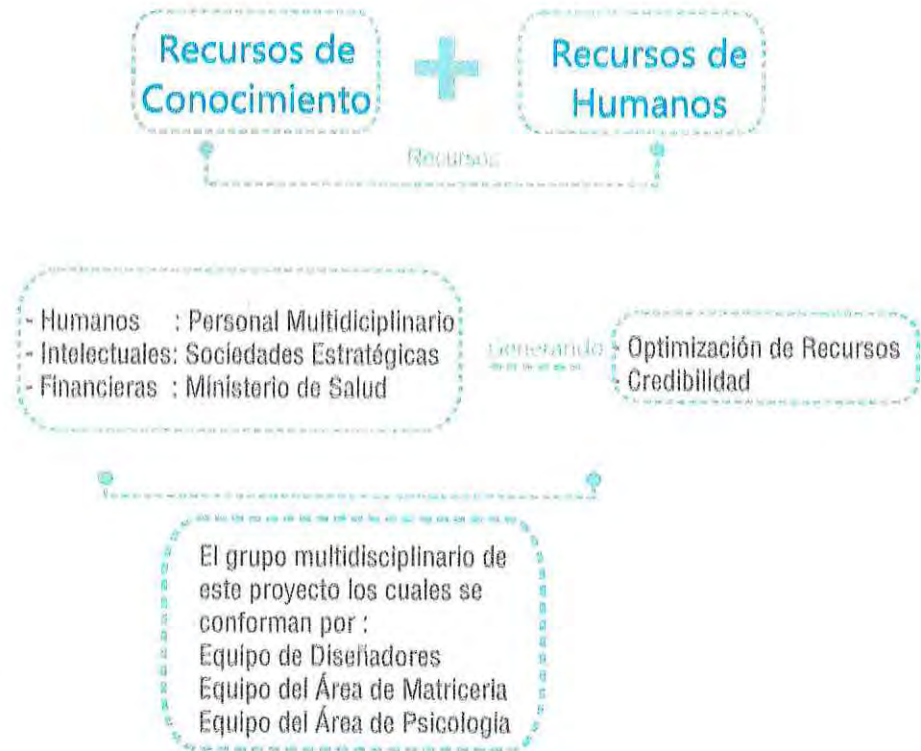 Recursos de
Conocimiento
+
Recursos de
Humanos
Recursos
- Humanos : Personal Multidiciplinario
- Intelectuales: Sociedades Estratégicas
- Financieras : Ministerio de Salud
Generando
- Optimización de Recursos
- Credibilidad
El grupo multidisciplinario de
este proyecto los cuales se
conforman por :
Equipo de Diseñadores
Equipo del Área de Matriceria
Equipo del Área de Psicologia